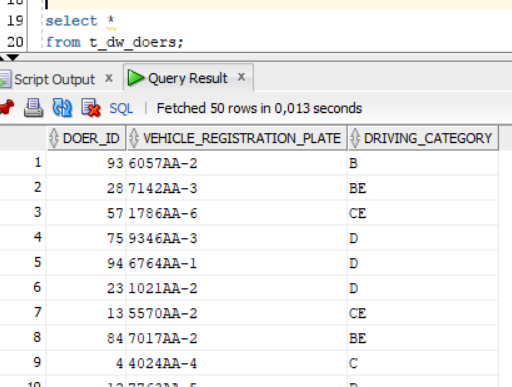 18
19 select *
20 from t_dw_doers;
Script Output x Query Result x
SQL | Fetched 50 rows in 0,013 seconds
DOER_ID VEHICLE_REGISTRATION_PLATE DRIVING_CATEGORY
1 93 6057AA-2 B
2 28 7142AA-3 BE
3 57 1786AA-6 CE
4 75 9346AA-3 D
5 94 6764AA-1 D
6 23 1021AA-2 D
7 13 5570AA-2 CE
8 84 7017AA-2 BE
9 4 4024AA-4 C
10